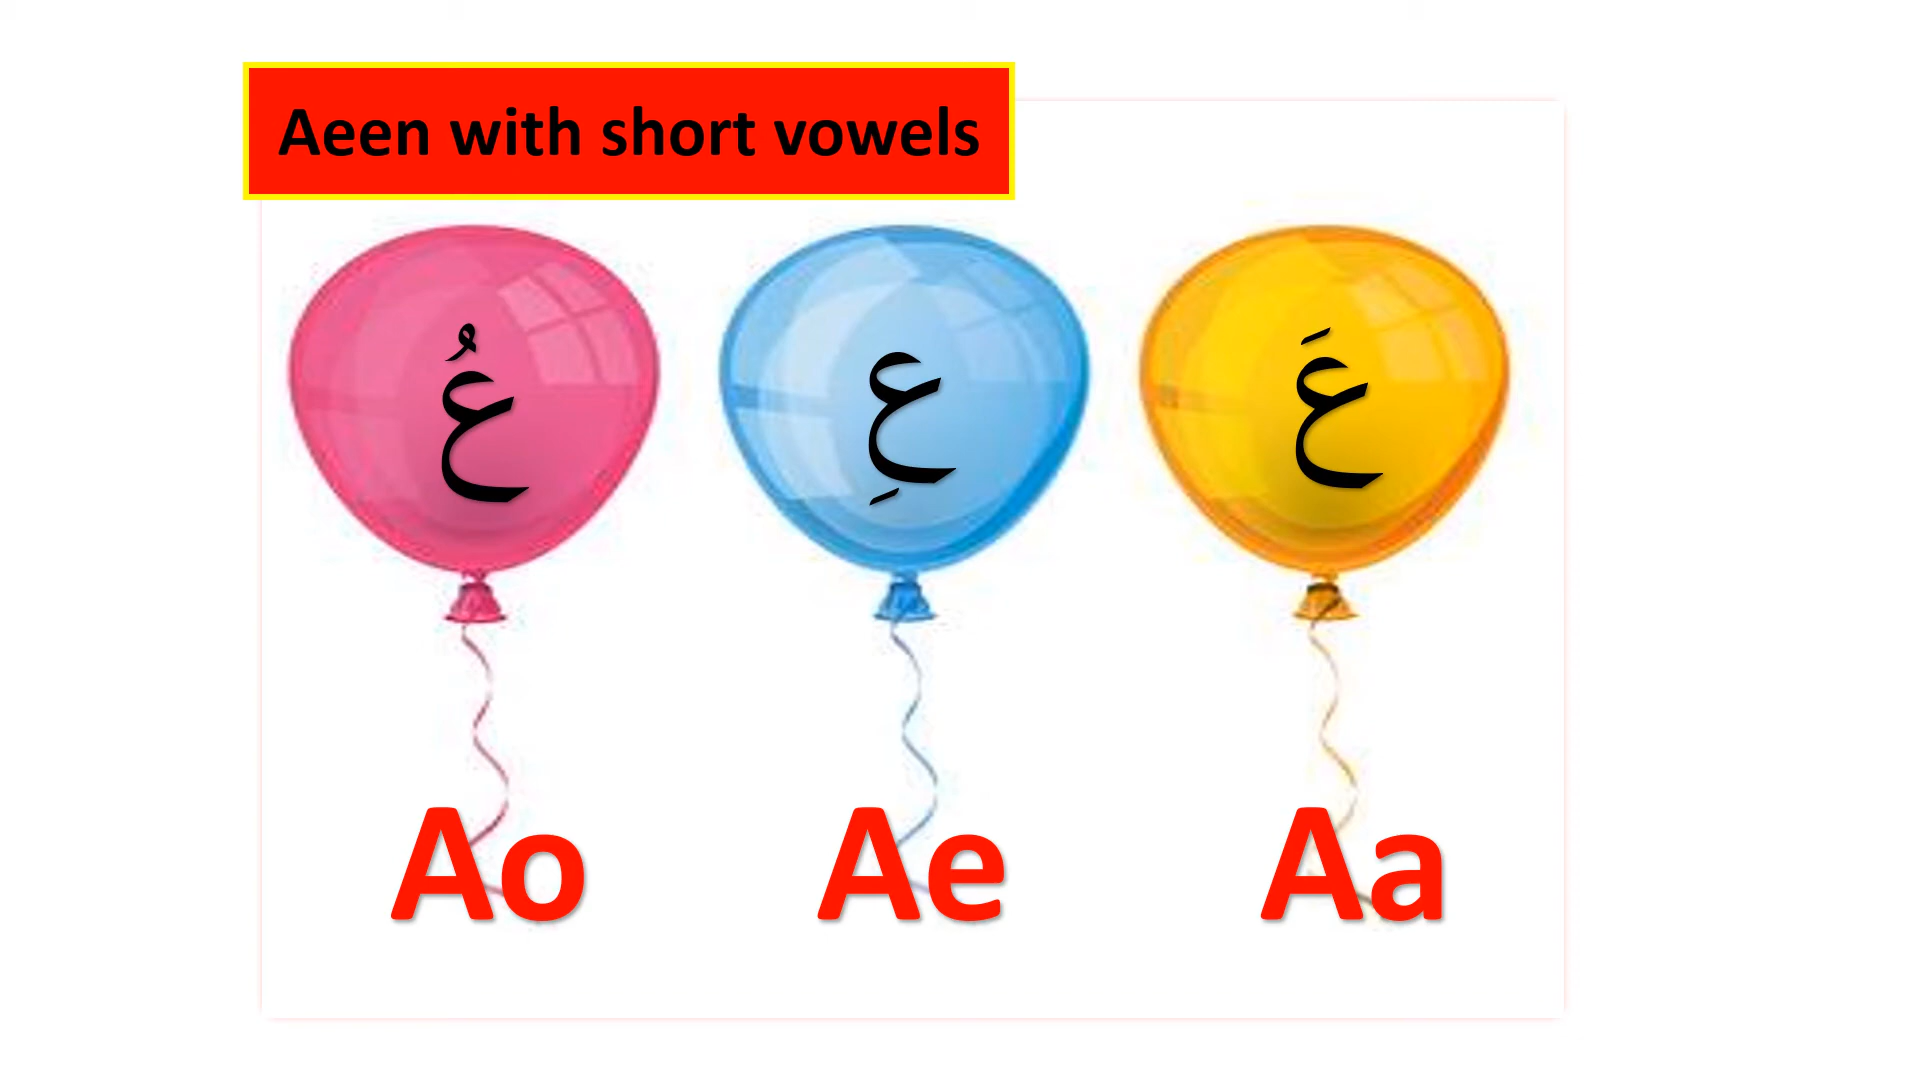 Aeen with short vowels
عُ عِ عَ
Ao Ae Aa